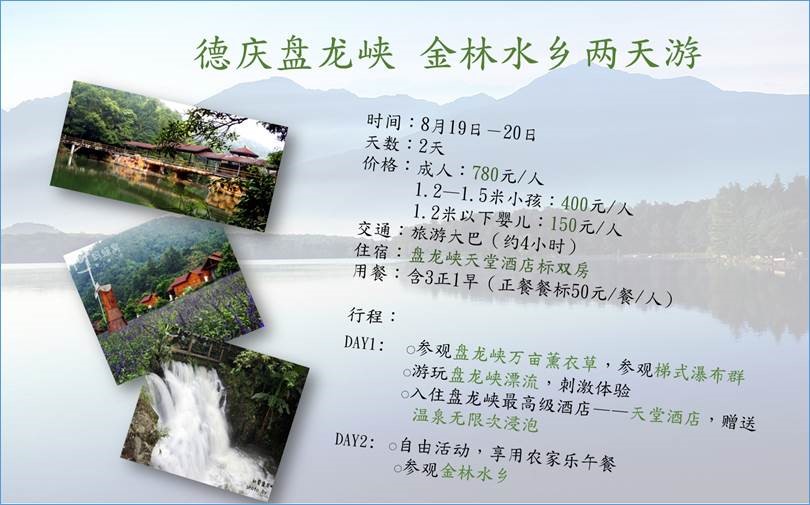 德庆盘龙峡 金林水乡两天游
时间：8月19日－20日
天数：2天
价格：成人：780元/人
1.2—1.5米小孩：400元/人
1.2米以下婴儿：150元/人
交通：旅游大巴（约4小时）
住宿：盘龙峡天堂酒店标双房
用餐：含3正1早（正餐餐标50元/餐/人）
行程：
DAY1: ○参观盘龙峡万亩薰衣草，参观梯式瀑布群
○游玩盘龙峡漂流，刺激体验
○入住盘龙峡最高级酒店——天堂酒店，赠送
温泉无限次浸泡
DAY2: ○自由活动，享用农家乐午餐
○参观金林水乡